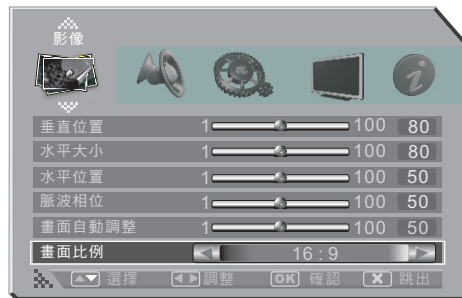 影像
垂直位置 1 100 80
水平大小 1 100 80
水平位置 1 100 50
脈波相位 1 100 50
畫面自動調整 1 100 50
畫面比例 16：9
選擇 調整 OK 確認 X 跳出